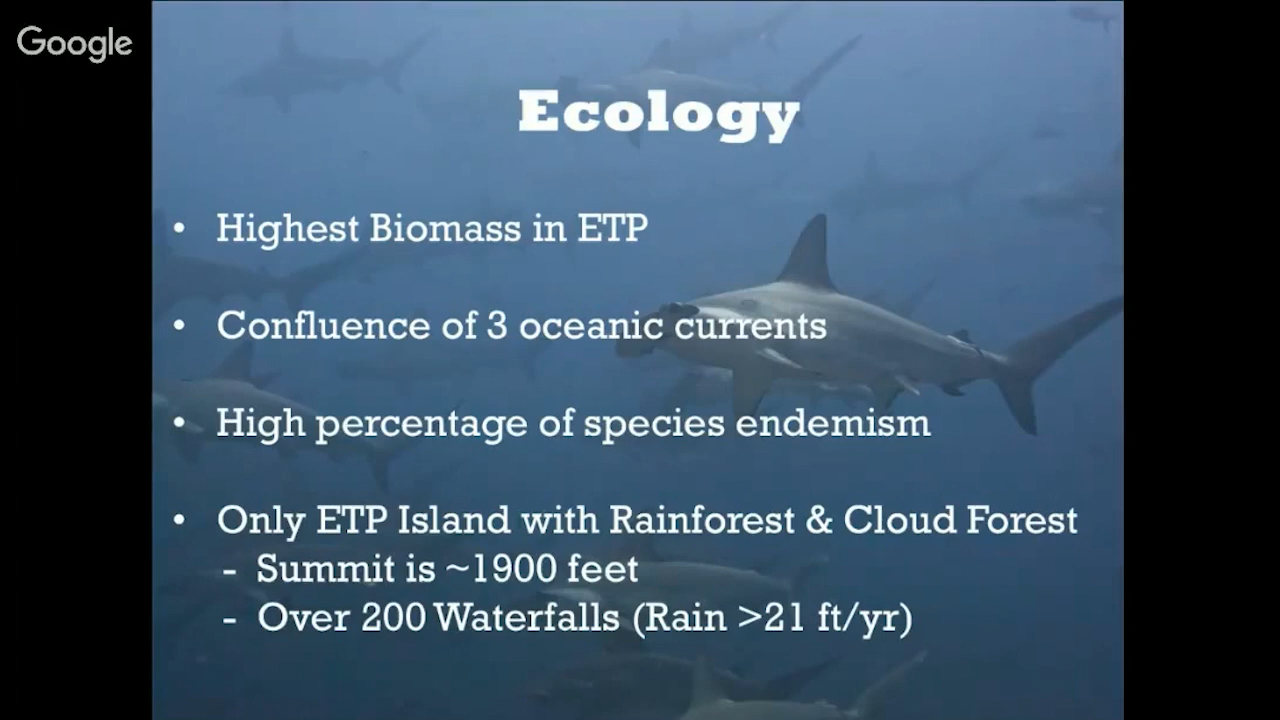 Google
Ecology
• Highest Biomass in ETP
• Confluence of 3 oceanic currents
• High percentage of species endemism
• Only ETP Island with Rainforest & Cloud Forest
- Summit is ~1900 feet
- Over 200 Waterfalls (Rain >21 ft/yr)